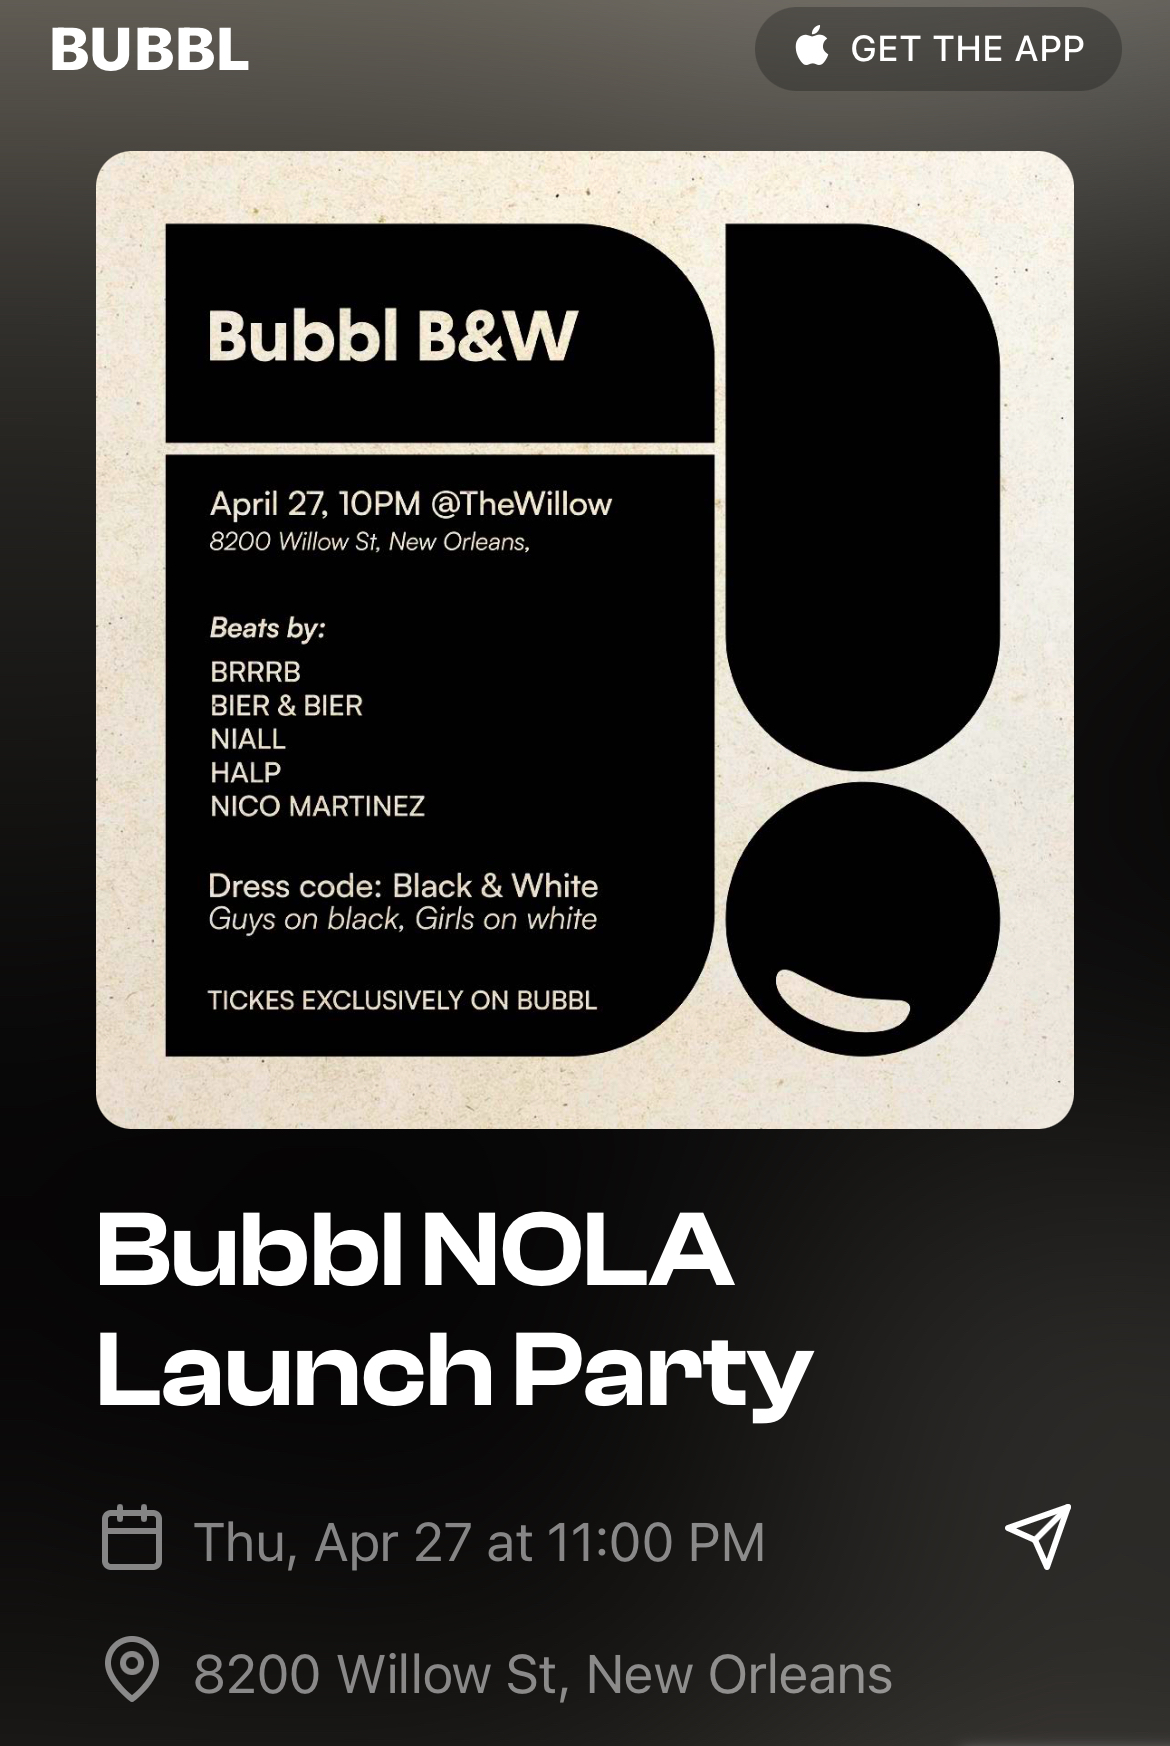 BUBBL
GET THE APP
Bubbl B&W
April 27, 10PM @TheWillow
8200 Willow St, New Orleans,
Beats by:
BRRRB
BIER & BIER
NIALL
HALP
NICO MARTINEZ
Dress code: Black & White
Guys on black, Girls on white
TICKES EXCLUSIVELY ON BUBBL
Bubbl NOLA
Launch Party
Thu, Apr 27 at 11:00 PM
8200 Willow St, New Orleans